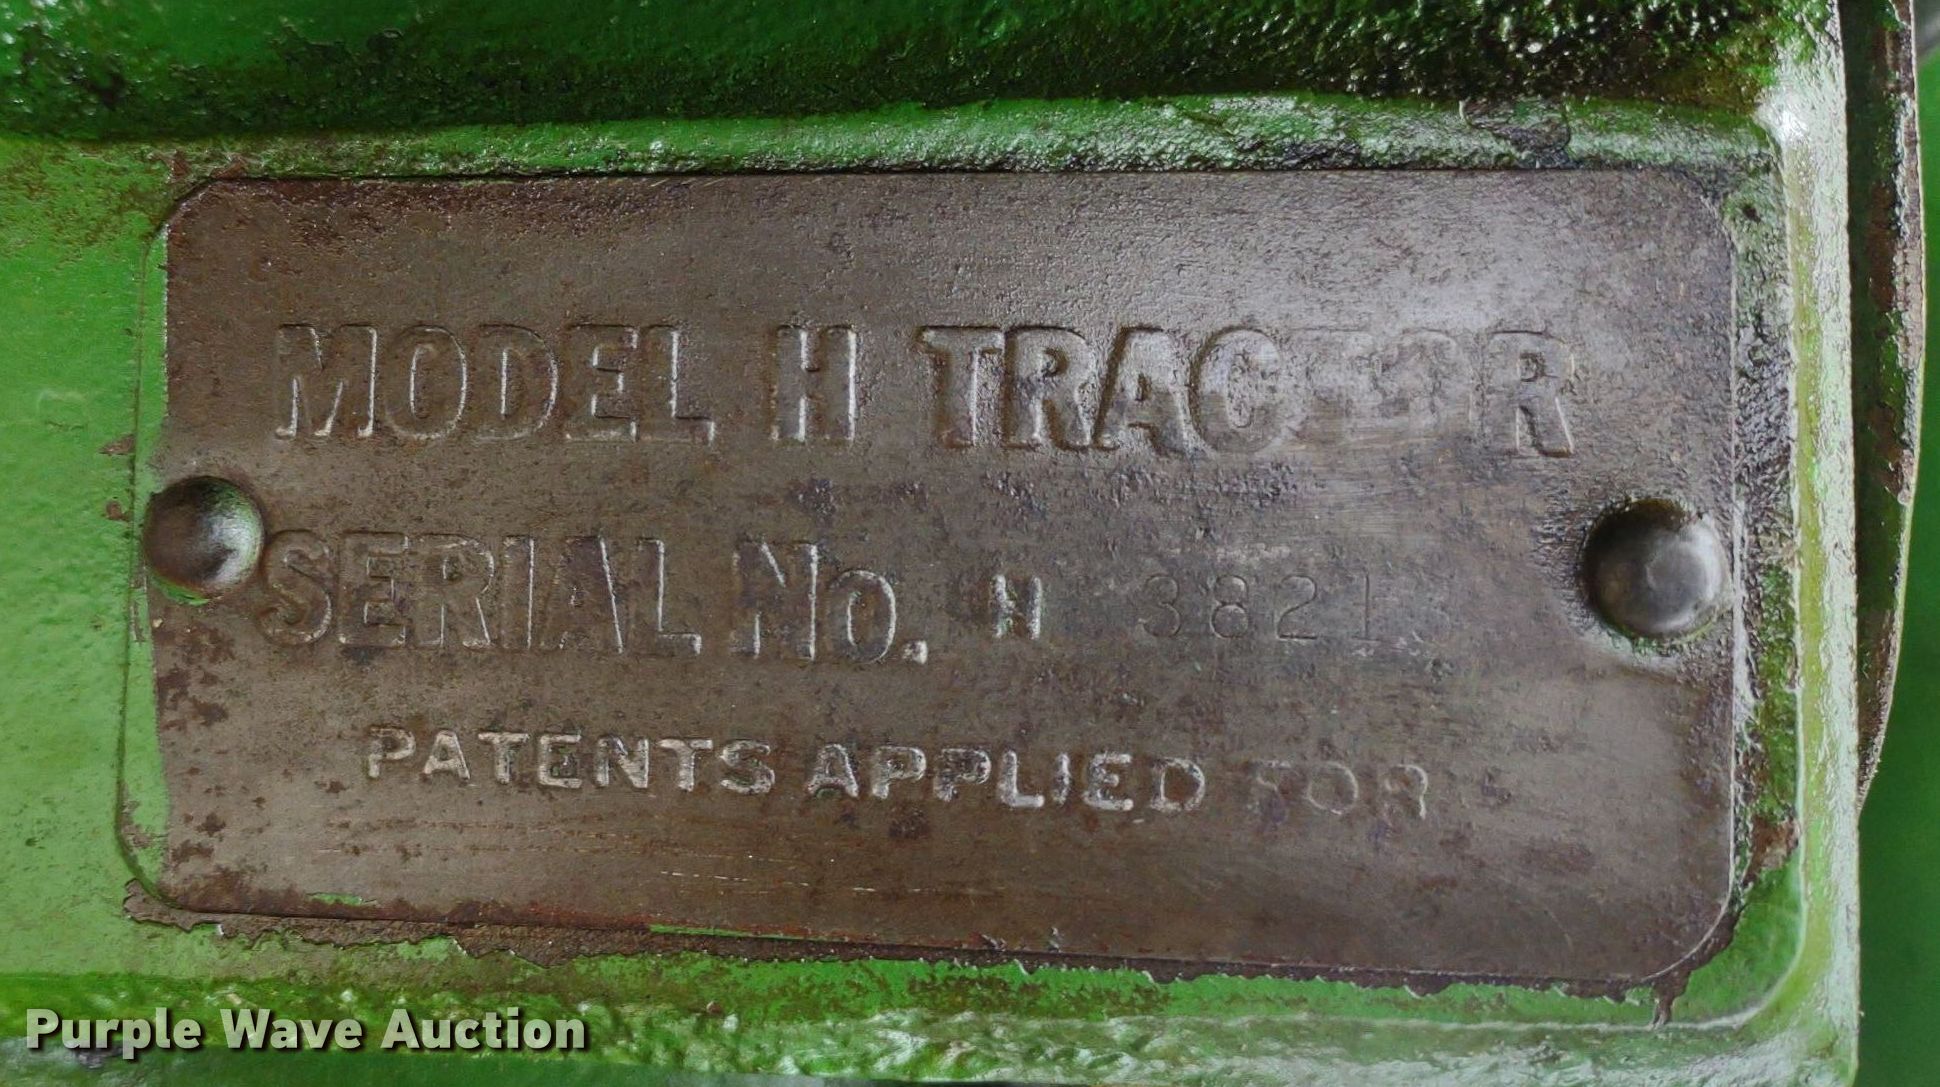 MODEL H TRACTOR
SERIAL No. H 3821
PATENTS APPLIED FOR
Purple Wave Auction